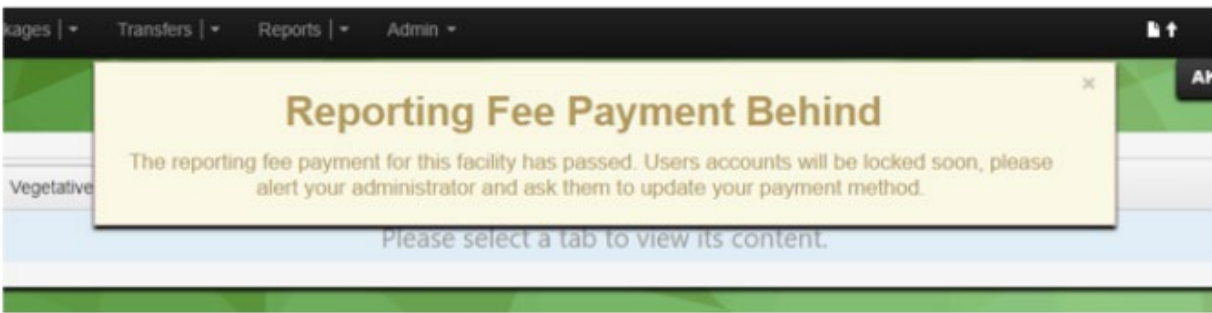 kages | Transfers | Reports | Admin
AK
Reporting Fee Payment Behind ×
The reporting fee payment for this facility has passed. Users accounts will be locked soon, please
alert your administrator and ask them to update your payment method.
Vegetative
Please select a tab to view its content.